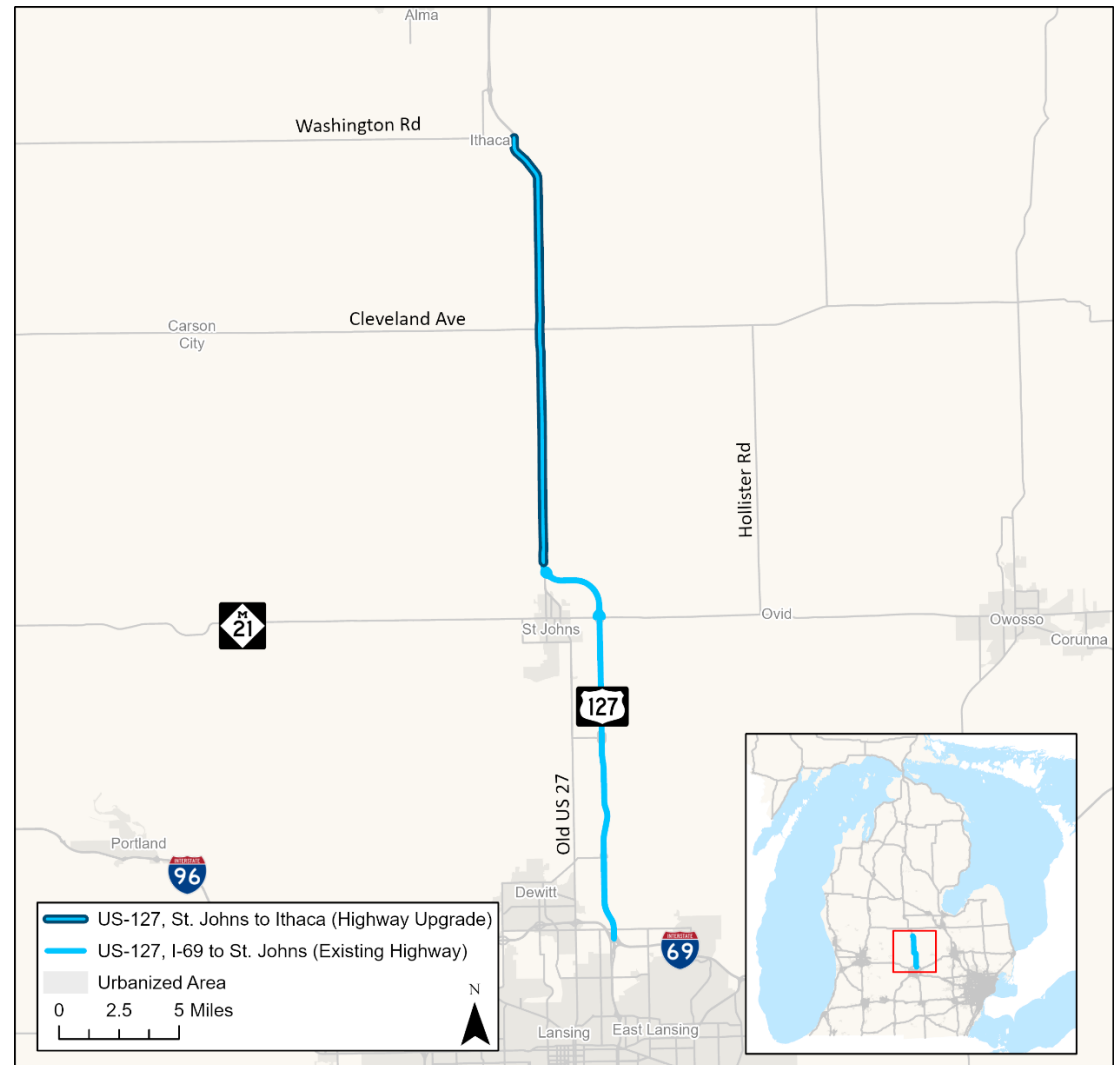 Alma
Washington Rd
Ithaca
Cleveland Ave
Carson
City
Hollister Rd
M
21
St Johns
Ovid
Owosso
Corunna
127
Old US 27
Portland
INTERSTATE
96
Dewitt
INTERSTATE
69
US-127, St. Johns to Ithaca (Highway Upgrade)
US-127, I-69 to St. Johns (Existing Highway)
Urbanized Area
0 2.5 5 Miles
N
Lansing
East Lansing